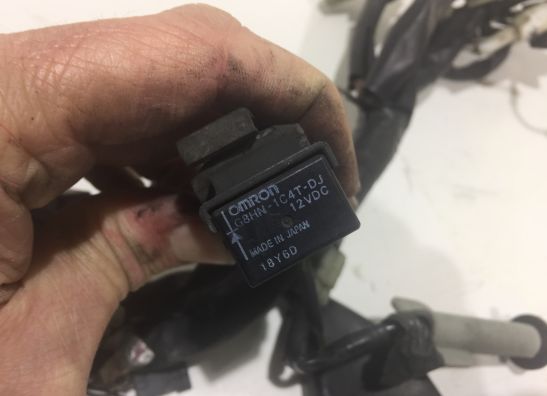 omron
G8HN-1C4T-DJ
12VDC
MADE IN JAPAN
18Y6D